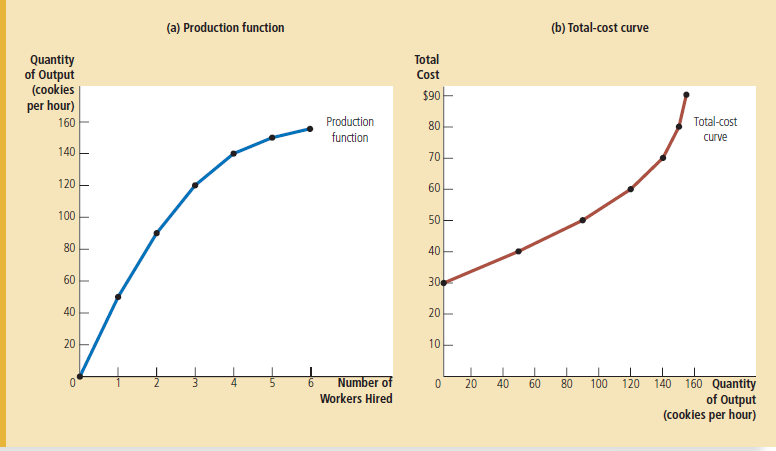 (a) Production function
Quantity
of Output
(cookies
per hour)
160
140
120
100
80
60
40
20
0
1 2 3 4 5 6
Number of
Workers Hired
Production
function
(b) Total-cost curve
Total
Cost
$90
80
70
60
50
40
30
20
10
0 20 40 60 80 100 120 140 160
Quantity
of Output
(cookies per hour)
Total-cost
curve